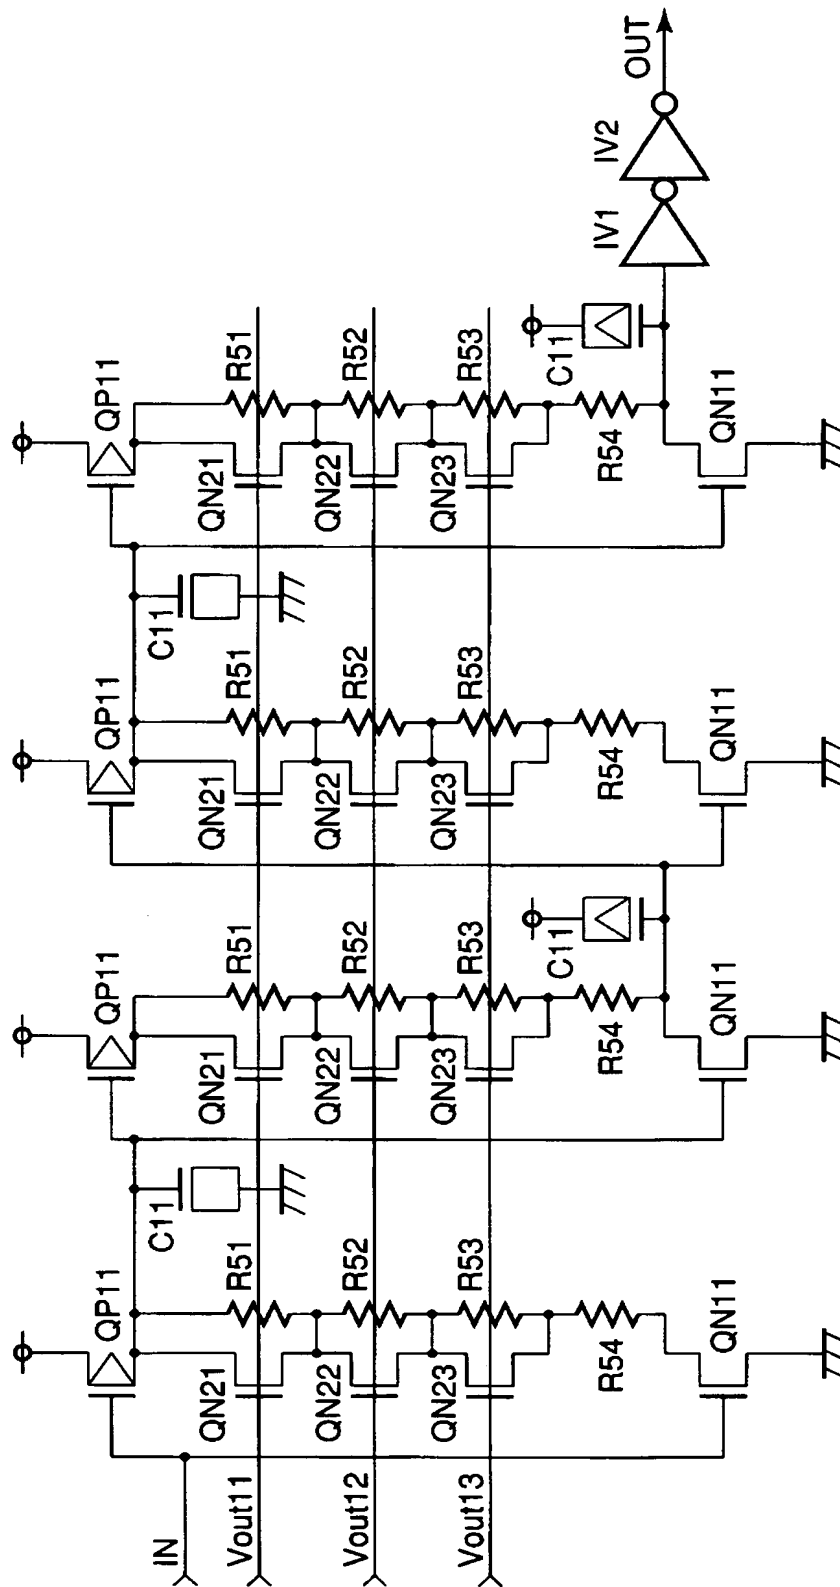 IN
Vout11
Vout12
Vout13
QP11
QN21
R51
QN22
R52
QN23
R53
R54
QN11
C11
QP11
QN21
R51
QN22
R52
QN23
R53
R54
QN11
C11
QP11
QN21
R51
QN22
R52
QN23
R53
R54
QN11
C11
QP11
QN21
R51
QN22
R52
QN23
R53
R54
QN11
C11
IV1
IV2
OUT